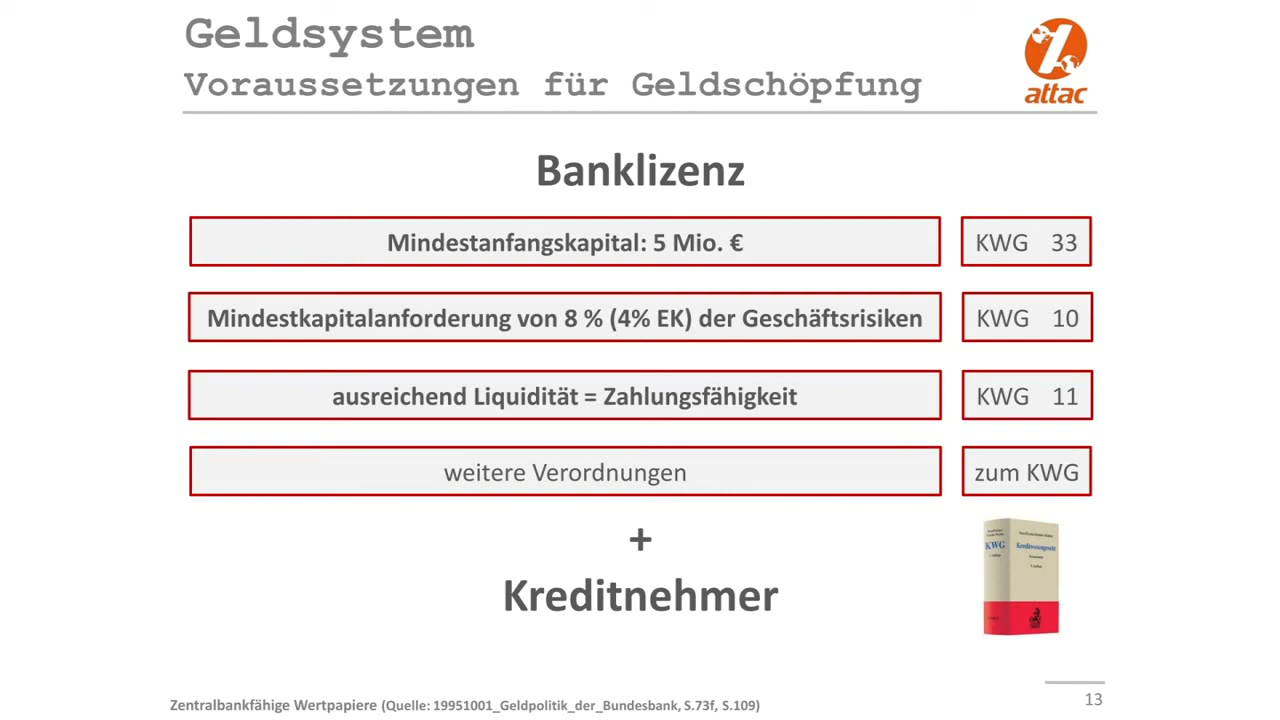 Geldsystem
Voraussetzungen für Geldschöpfung
attac
Banklizenz
Mindestanfangskapital: 5 Mio. € KWG 33
Mindestkapitalanforderung von 8 % (4% EK) der Geschäftsrisiken KWG 10
ausreichend Liquidität = Zahlungsfähigkeit KWG 11
weitere Verordnungen zum KWG
+
Kreditnehmer
KWG
Kreditwesengesetz
Zentralbankfähige Wertpapiere (Quelle: 19951001_Geldpolitik_der_Bundesbank, S.73f, S.109)
13